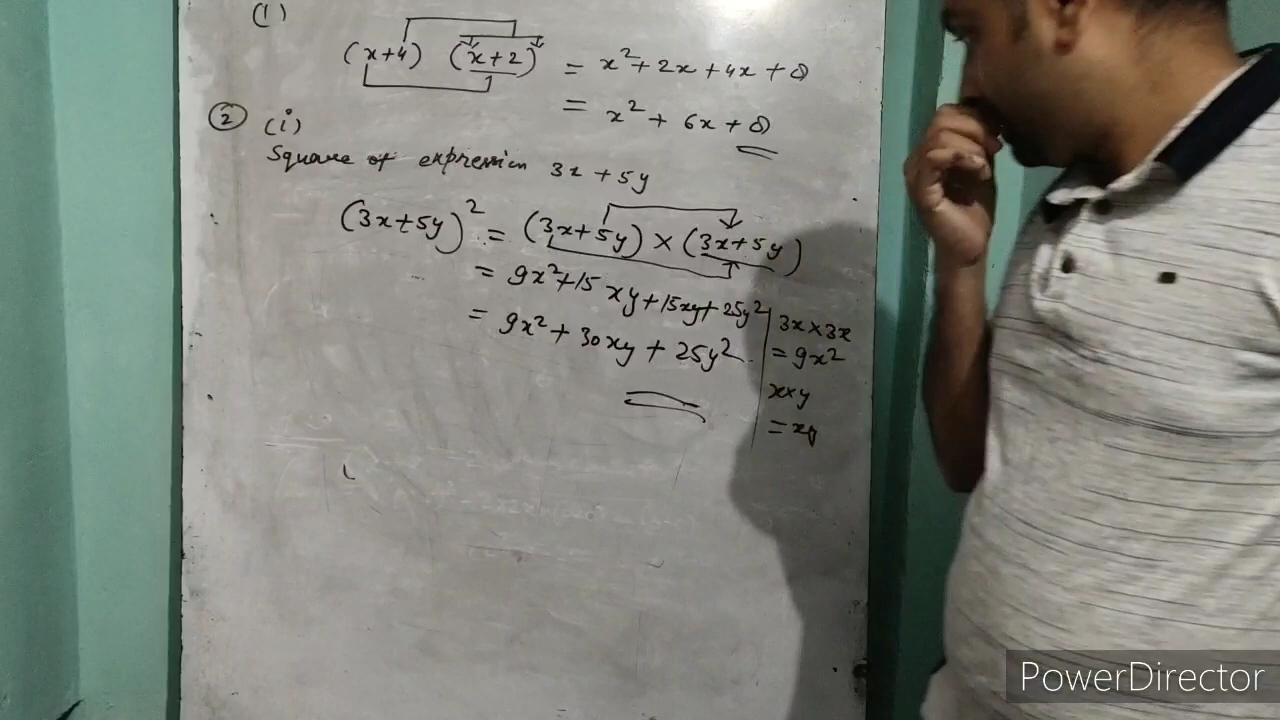 (1)
(x+4) (x+2) = x²+ 2x + 4x + 8
= x² + 6x + 8
② (i)
Square of expression 3x + 5y
(3x+5y)² = (3x+5y) × (3x+5y)
= 9x²+15xy+15xy+25y²
= 9x² + 30xy + 25y²
3x×3x
= 9x²
x×y
= xy
PowerDirector